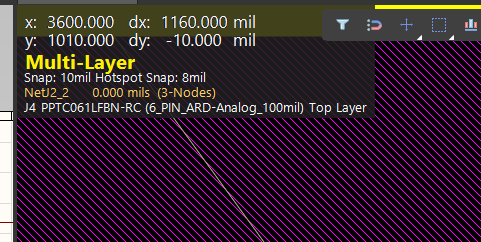 x: 3600.000 dx: 1160.000 mil
y: 1010.000 dy: -10.000 mil
Multi-Layer
Snap: 10mil Hotspot Snap: 8mil
NetJ2_2 0.000 mils (3-Nodes)
J4 PPTC061LFBN-RC (6_PIN_ARD-Analog_100mil) Top Layer